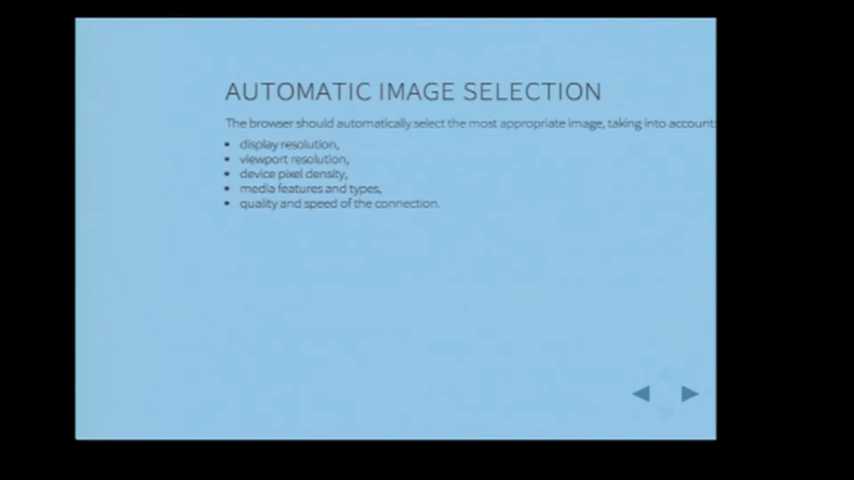 AUTOMATIC IMAGE SELECTION
The browser should automatically select the most appropriate image, taking into account:
• display resolution,
• viewport resolution,
• device pixel density,
• media features and types,
• quality and speed of the connection.